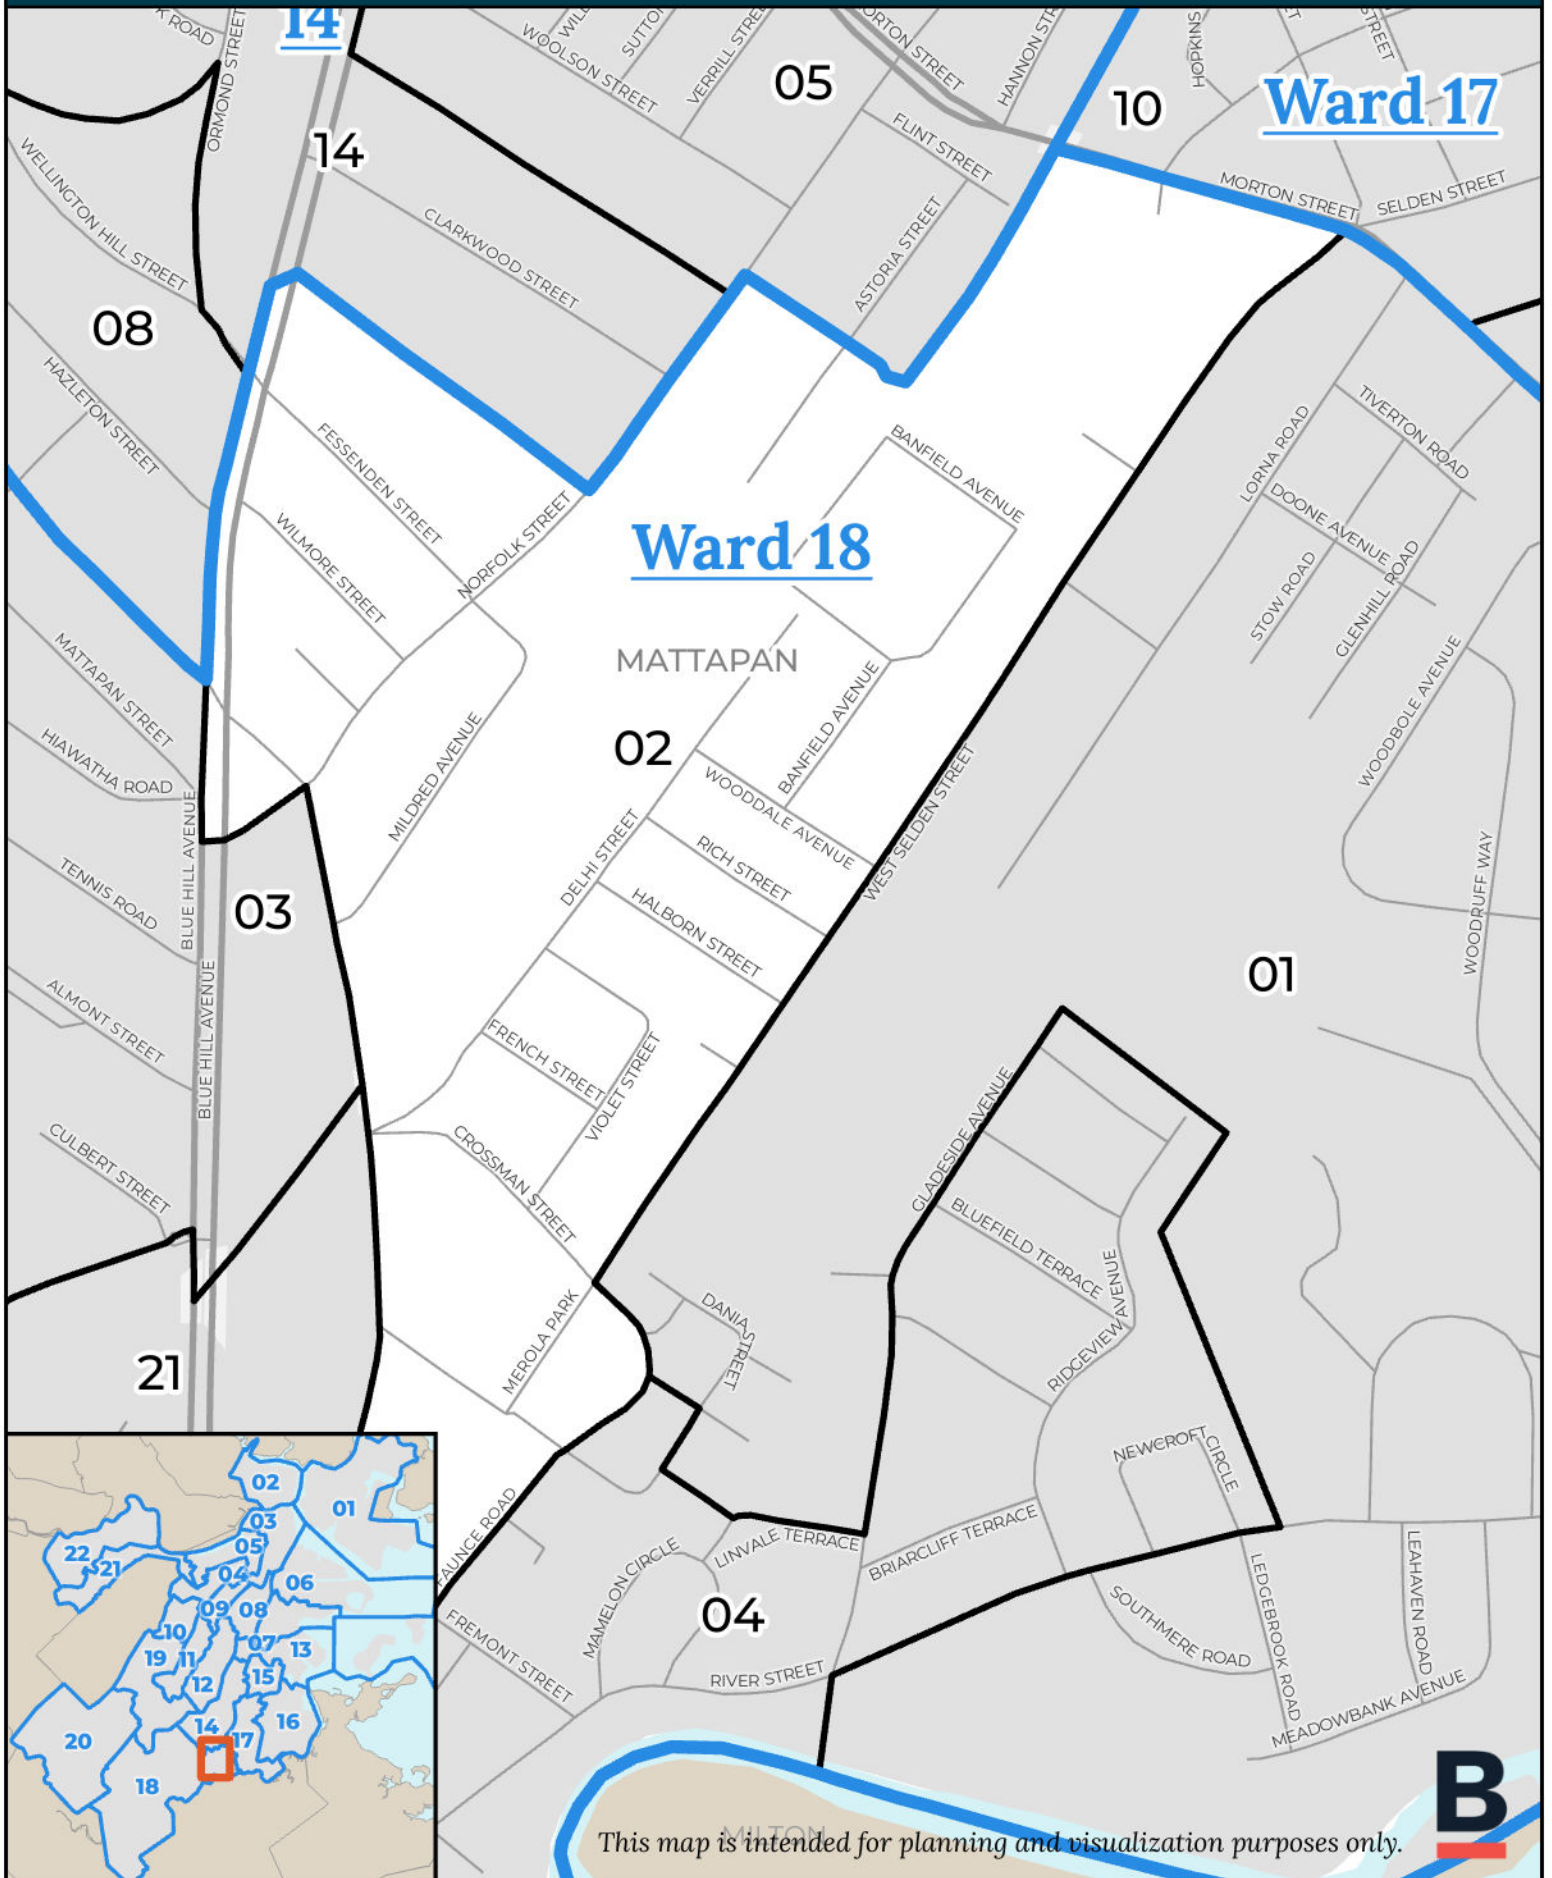 14
K ROAD
ORMOND STREET
WOOLSON STREET
VERRILL STREET
05
HANNON STR
10
HOPKINS
STREET
Ward 17
14
FLINT STREET
MORTON STREET
SELDEN STREET
WELLINGTON HILL STREET
CLARKWOOD STREET
ASTORIA STREET
08
HAZLETON STREET
FESSENDEN STREET
BANFIELD AVENUE
LORNA ROAD
TIVERTON ROAD
WILMORE STREET
NORFOLK STREET
Ward 18
DOONE AVENUE
STOW ROAD
GLENHILL ROAD
MATTAPAN
MATTAPAN STREET
WOODBOLE AVENUE
HIAWATHA ROAD
MILDRED AVENUE
02
BANFIELD AVENUE
WOODDALE AVENUE
WEST SELDEN STREET
BLUE HILL AVENUE
TENNIS ROAD
03
DELHI STREET
RICH STREET
HALBORN STREET
WOODRUFF WAY
01
ALMONT STREET
BLUE HILL AVENUE
FRENCH STREET
VIOLET STREET
GLADESIDE AVENUE
CULBERT STREET
CROSSMAN STREET
BLUEFIELD TERRACE
RIDGEVIEW AVENUE
MEROLA PARK
DANIA STREET
21
NEWCROFT CIRCLE
FAUNCE ROAD
LINVALE TERRACE
BRIARCLIFF TERRACE
MAMELON CIRCLE
04
LEDGEBROOK ROAD
LEAHAVEN ROAD
SOUTHMERE ROAD
FREMONT STREET
RIVER STREET
MEADOWBANK AVENUE
02
01
03
05
22
21
04
06
09
08
10
07
13
19
11
12
15
14
17
16
20
18
MILTON
This map is intended for planning and visualization purposes only.
B